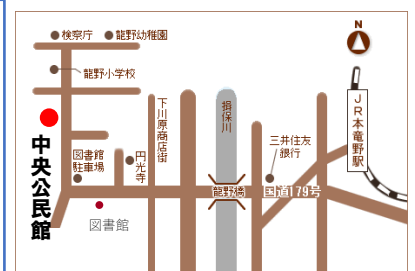 検察庁
龍野幼稚園
N
龍野小学校
JR本竜野駅
下川原商店街
揖保川
中央公民館
図書館
駐車場
円光寺
三井住友
銀行
龍野橋
国道179号
図書館